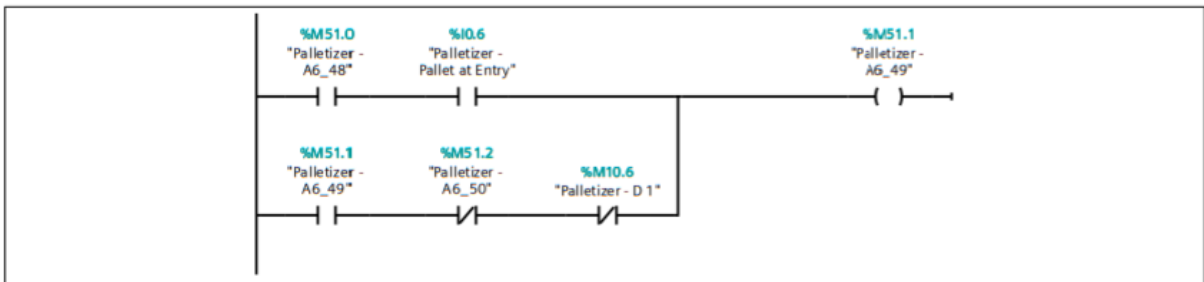 %M51.0
"Palletizer -
A6_48"
%I0.6
"Palletizer -
Pallet at Entry"
%M51.1
"Palletizer -
A6_49"
%M51.1
"Palletizer -
A6_49"
%M51.2
"Palletizer -
A6_50"
%M10.6
"Palletizer - D 1"